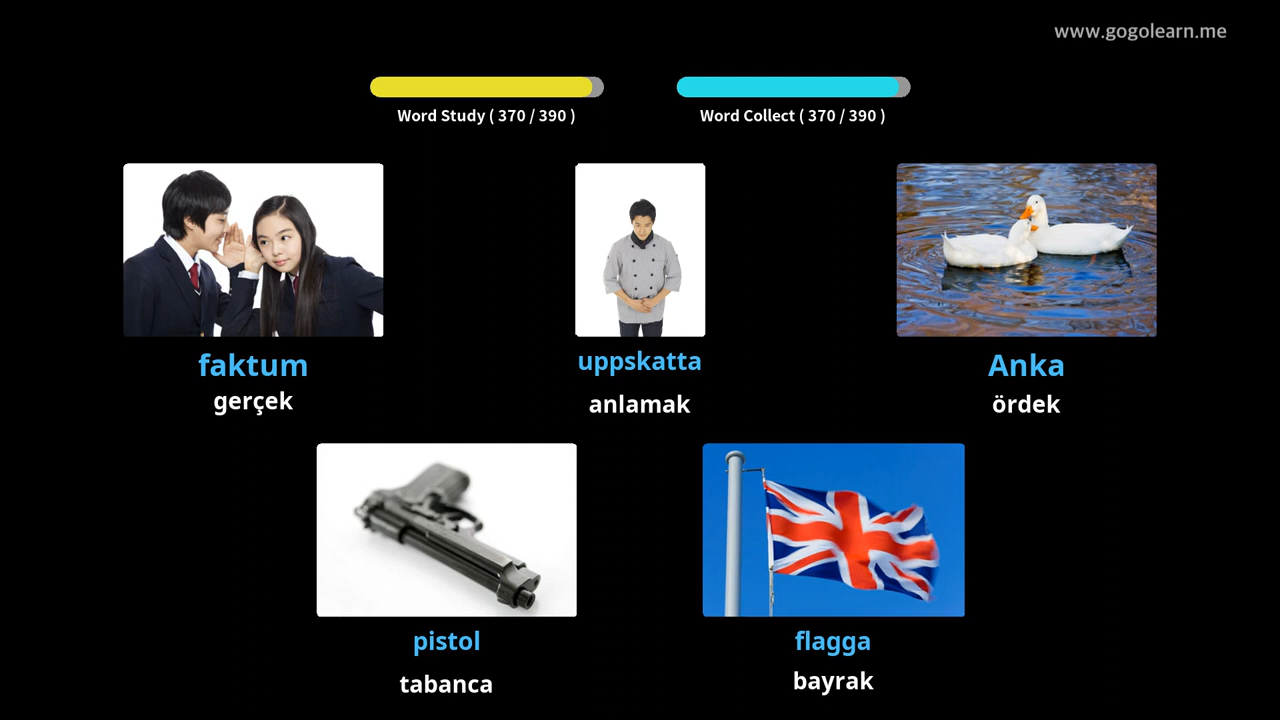 www.gogolearn.me
Word Study ( 370 / 390 )
Word Collect ( 370 / 390 )
faktum
gerçek
uppskatta
anlamak
Anka
ördek
pistol
tabanca
flagga
bayrak